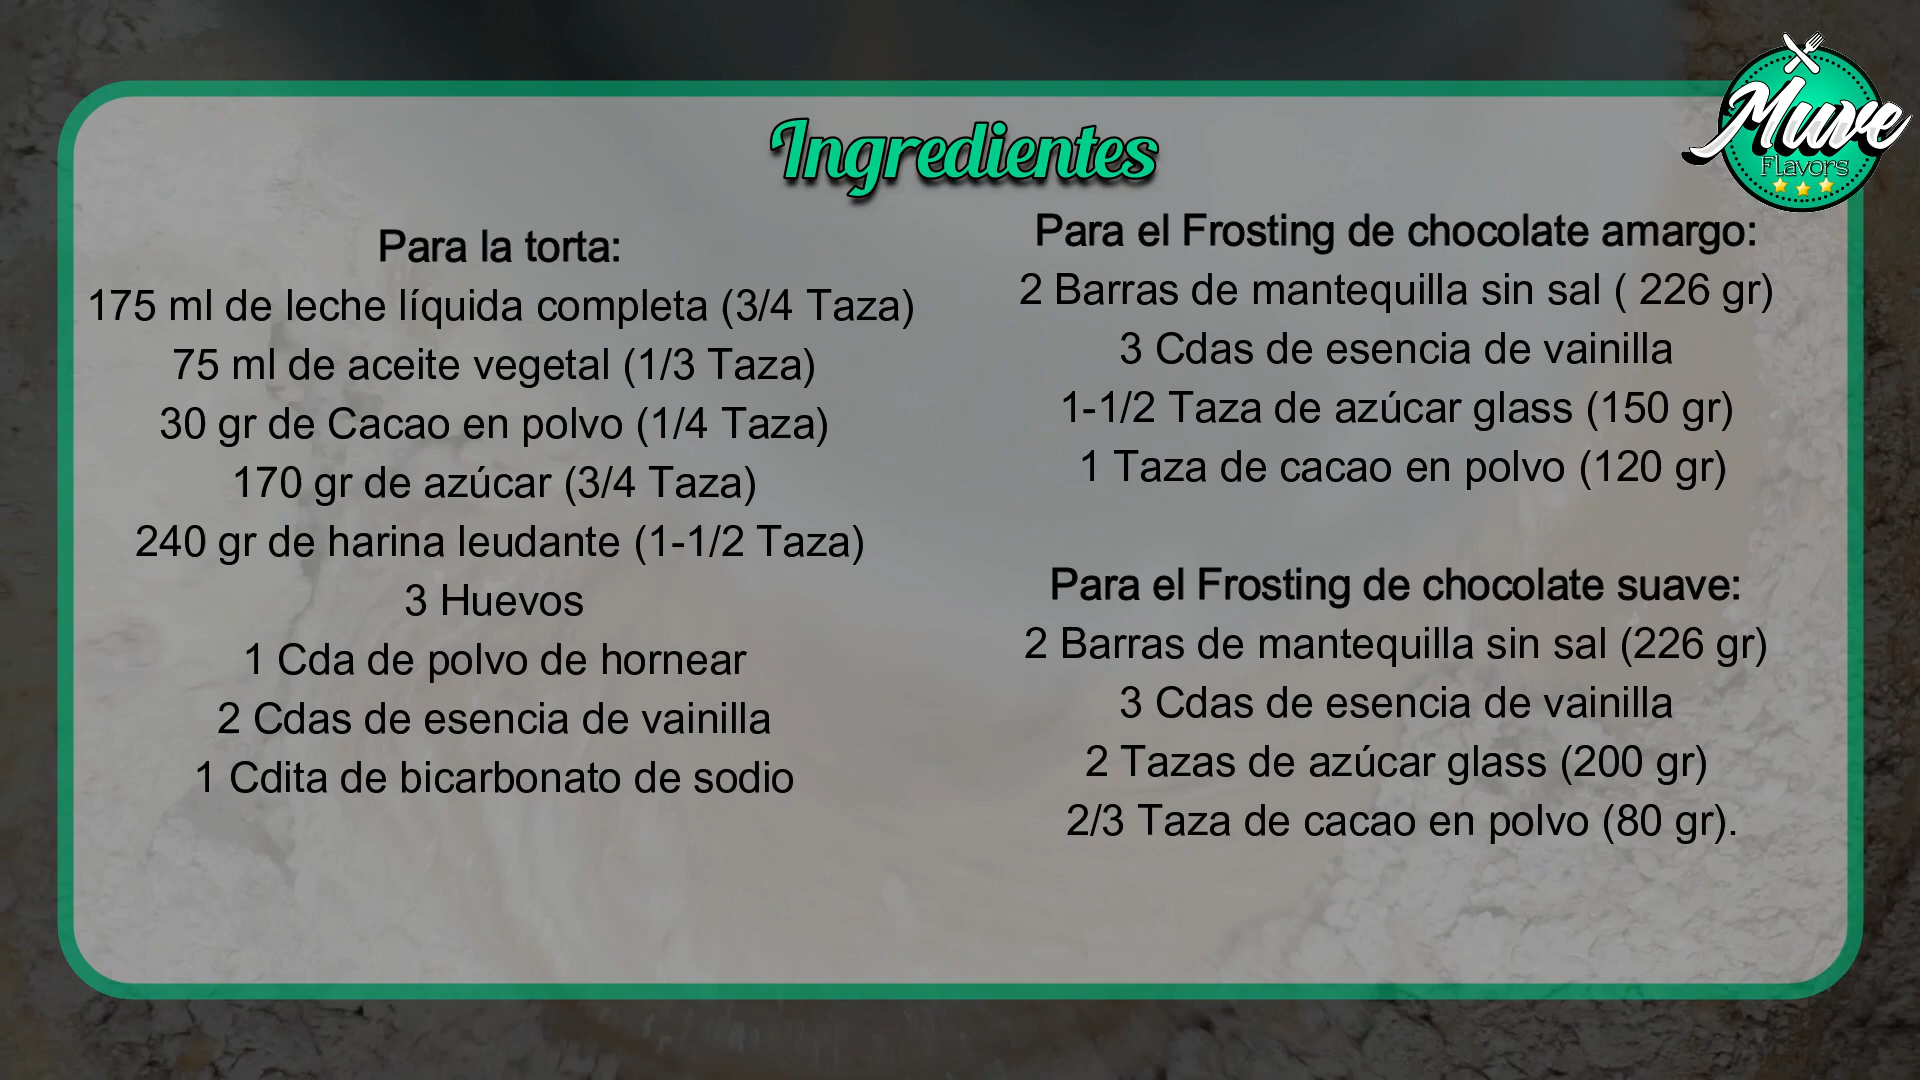 Muve
Flavors
Ingredientes
Para la torta:
175 ml de leche líquida completa (3/4 Taza)
75 ml de aceite vegetal (1/3 Taza)
30 gr de Cacao en polvo (1/4 Taza)
170 gr de azúcar (3/4 Taza)
240 gr de harina leudante (1-1/2 Taza)
3 Huevos
1 Cda de polvo de hornear
2 Cdas de esencia de vainilla
1 Cdita de bicarbonato de sodio
Para el Frosting de chocolate amargo:
2 Barras de mantequilla sin sal ( 226 gr)
3 Cdas de esencia de vainilla
1-1/2 Taza de azúcar glass (150 gr)
1 Taza de cacao en polvo (120 gr)
Para el Frosting de chocolate suave:
2 Barras de mantequilla sin sal (226 gr)
3 Cdas de esencia de vainilla
2 Tazas de azúcar glass (200 gr)
2/3 Taza de cacao en polvo (80 gr).